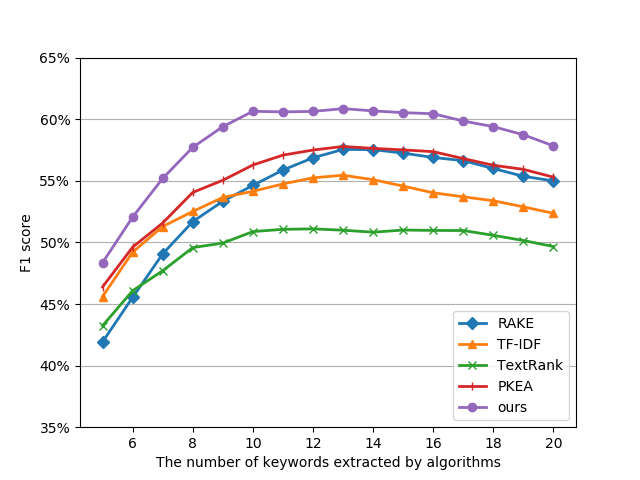 65%
60%
55%
50%
45%
40%
35%
F1 score
RAKE
TF-IDF
TextRank
PKEA
ours
6 8 10 12 14 16 18 20
The number of keywords extracted by algorithms